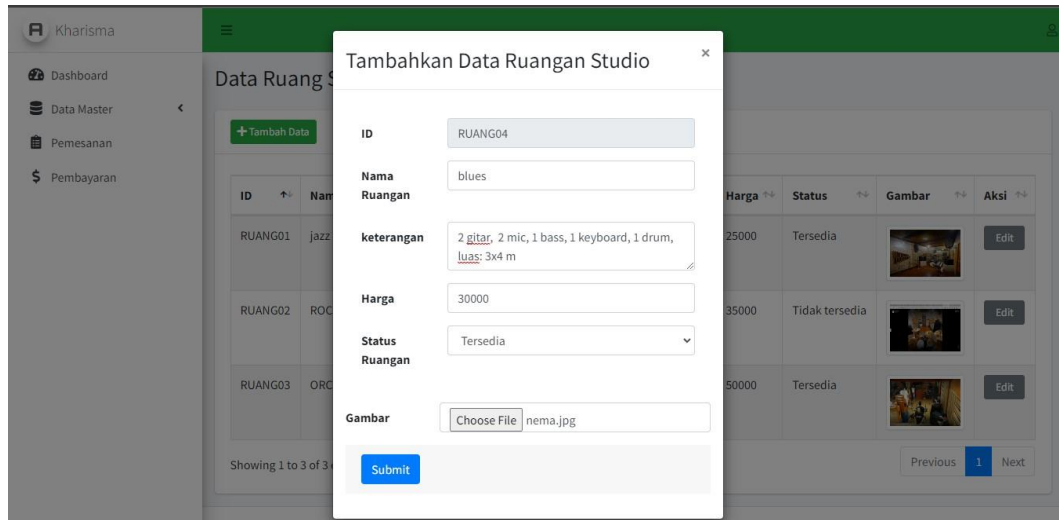 Kharisma
Dashboard
Data Master
Pemesanan
Pembayaran
Data Ruang
+ Tambah Data
ID
Harga
Status
Gambar
Aksi
RUANG01 jazz
25000
Tersedia
Edit
RUANG02
35000
Tidak tersedia
Edit
RUANG03
50000
Tersedia
Edit
Showing 1 to 3 of 3
Previous 1 Next
Tambahkan Data Ruangan Studio
×
ID
RUANG04
Nama
Ruangan
blues
keterangan
2 gitar, 2 mic, 1 bass, 1 keyboard, 1 drum,
luas: 3x4 m
Harga
30000
Status
Ruangan
Tersedia
Gambar
Choose File nema.jpg
Submit